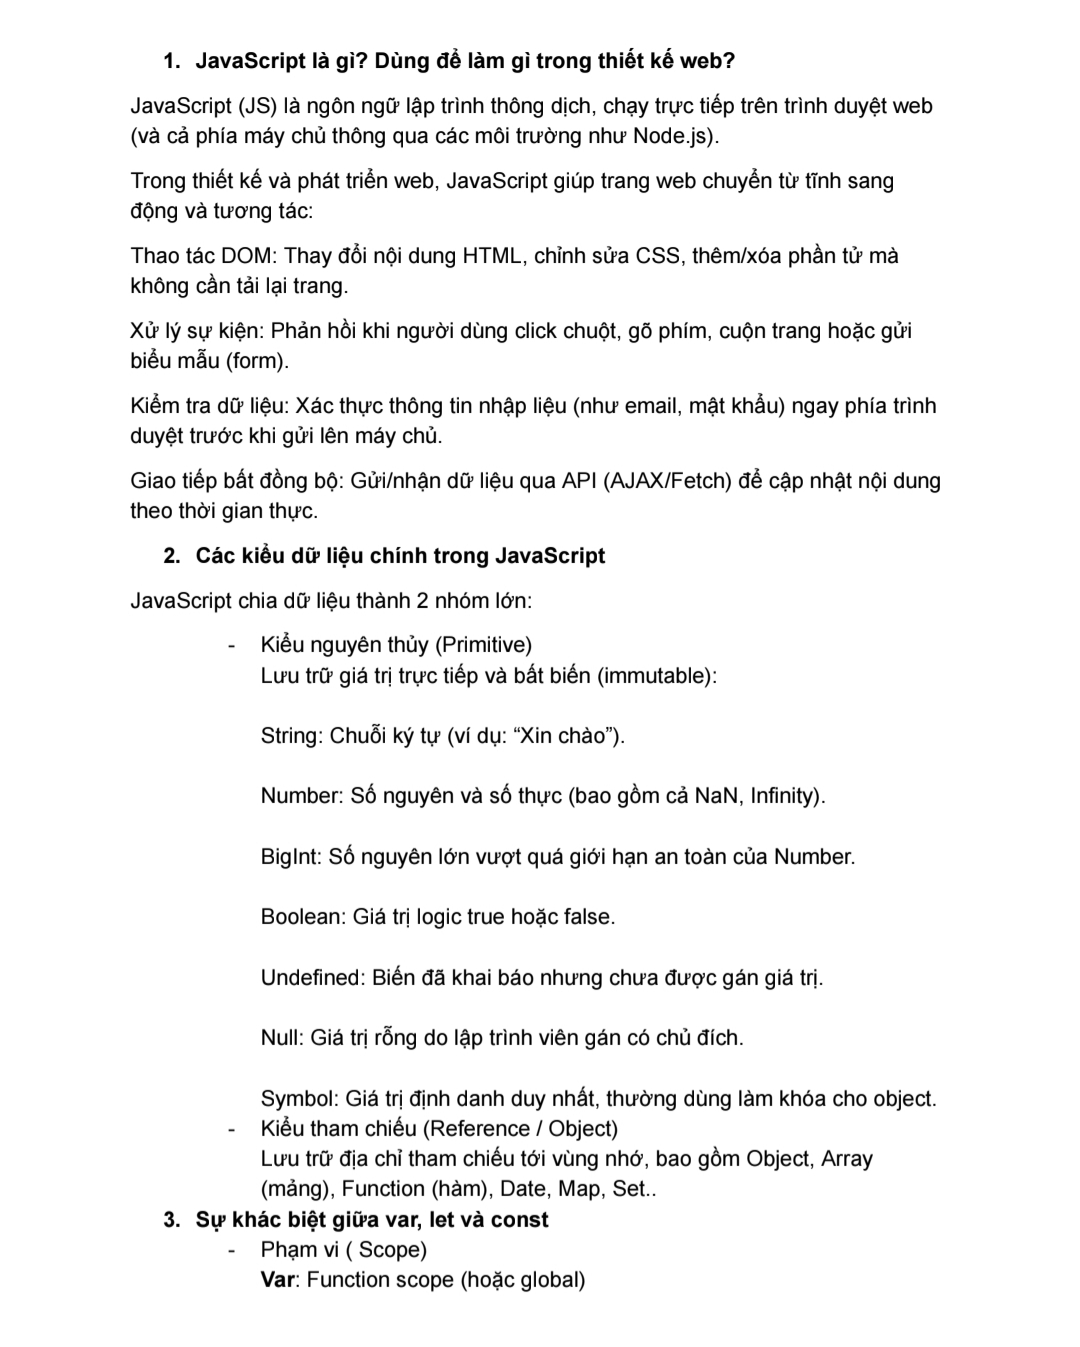 1. JavaScript là gì? Dùng để làm gì trong thiết kế web?
JavaScript (JS) là ngôn ngữ lập trình thông dịch, chạy trực tiếp trên trình duyệt web
(và cả phía máy chủ thông qua các môi trường như Node.js).
Trong thiết kế và phát triển web, JavaScript giúp trang web chuyển từ tĩnh sang
động và tương tác:
Thao tác DOM: Thay đổi nội dung HTML, chỉnh sửa CSS, thêm/xóa phần tử mà
không cần tải lại trang.
Xử lý sự kiện: Phản hồi khi người dùng click chuột, gõ phím, cuộn trang hoặc gửi
biểu mẫu (form).
Kiểm tra dữ liệu: Xác thực thông tin nhập liệu (như email, mật khẩu) ngay phía trình
duyệt trước khi gửi lên máy chủ.
Giao tiếp bất đồng bộ: Gửi/nhận dữ liệu qua API (AJAX/Fetch) để cập nhật nội dung
theo thời gian thực.
2. Các kiểu dữ liệu chính trong JavaScript
JavaScript chia dữ liệu thành 2 nhóm lớn:
- Kiểu nguyên thủy (Primitive)
Lưu trữ giá trị trực tiếp và bất biến (immutable):
String: Chuỗi ký tự (ví dụ: “Xin chào”).
Number: Số nguyên và số thực (bao gồm cả NaN, Infinity).
BigInt: Số nguyên lớn vượt quá giới hạn an toàn của Number.
Boolean: Giá trị logic true hoặc false.
Undefined: Biến đã khai báo nhưng chưa được gán giá trị.
Null: Giá trị rỗng do lập trình viên gán có chủ đích.
Symbol: Giá trị định danh duy nhất, thường dùng làm khóa cho object.
- Kiểu tham chiếu (Reference / Object)
Lưu trữ địa chỉ tham chiếu tới vùng nhớ, bao gồm Object, Array
(mảng), Function (hàm), Date, Map, Set..
3. Sự khác biệt giữa var, let và const
- Phạm vi ( Scope)
Var: Function scope (hoặc global)